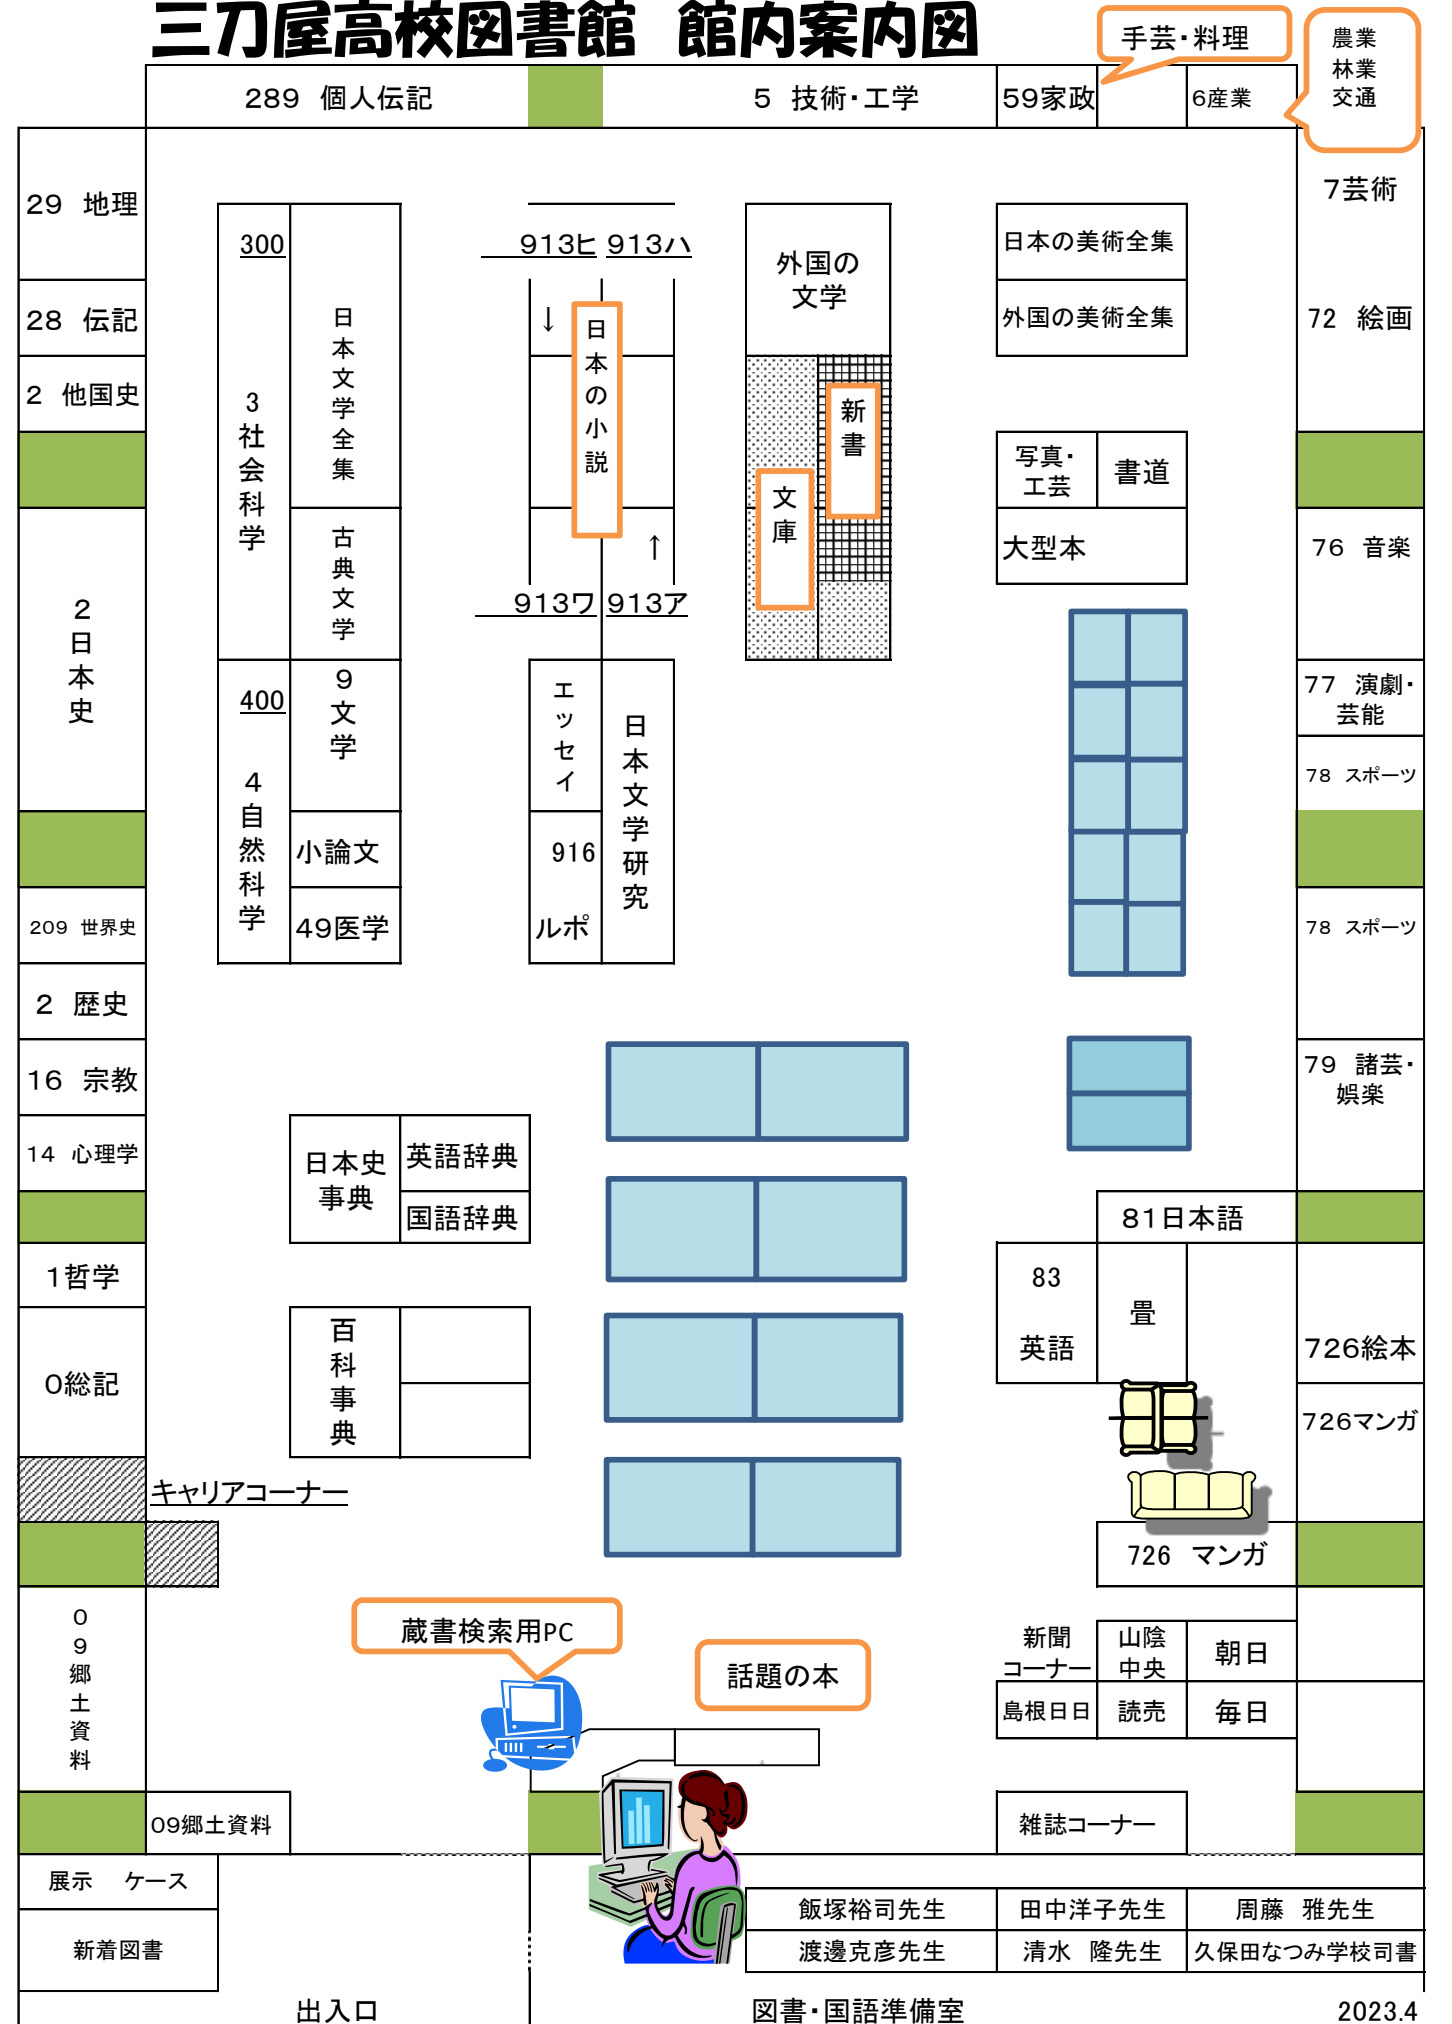 三刀屋高校図書館 館内案内図
手芸・料理
農業
林業
交通
289 個人伝記
5 技術・工学
59家政
6産業
29 地理
28 伝記
2 他国史
2
日本史
209 世界史
2 歴史
16 宗教
14 心理学
1哲学
0総記
300
3
社会科学
400
4
自然科学
日本文学全集
古典文学
9
文学
小論文
49医学
913ヒ 913ハ
↓
日本の小説
↑
913ワ 913ア
エッセイ
916
ルポ
日本文学研究
外国の
文学
新書
文庫
日本の美術全集
外国の美術全集
写真・
工芸
書道
大型本
7芸術
72 絵画
76 音楽
77 演劇・
芸能
78 スポーツ
78 スポーツ
79 諸芸・
娯楽
日本史
事典
英語辞典
国語辞典
百科事典
81日本語
83
英語
畳
726絵本
726マンガ
キャリアコーナー
726 マンガ
09郷土資料
蔵書検索用PC
話題の本
新聞
コーナー
山陰
中央
朝日
島根日日
読売
毎日
09郷土資料
雑誌コーナー
展示 ケース
新着図書
飯塚裕司先生
田中洋子先生
周藤 雅先生
渡邊克彦先生
清水 隆先生
久保田なつみ学校司書
出入口
図書・国語準備室
2023.4